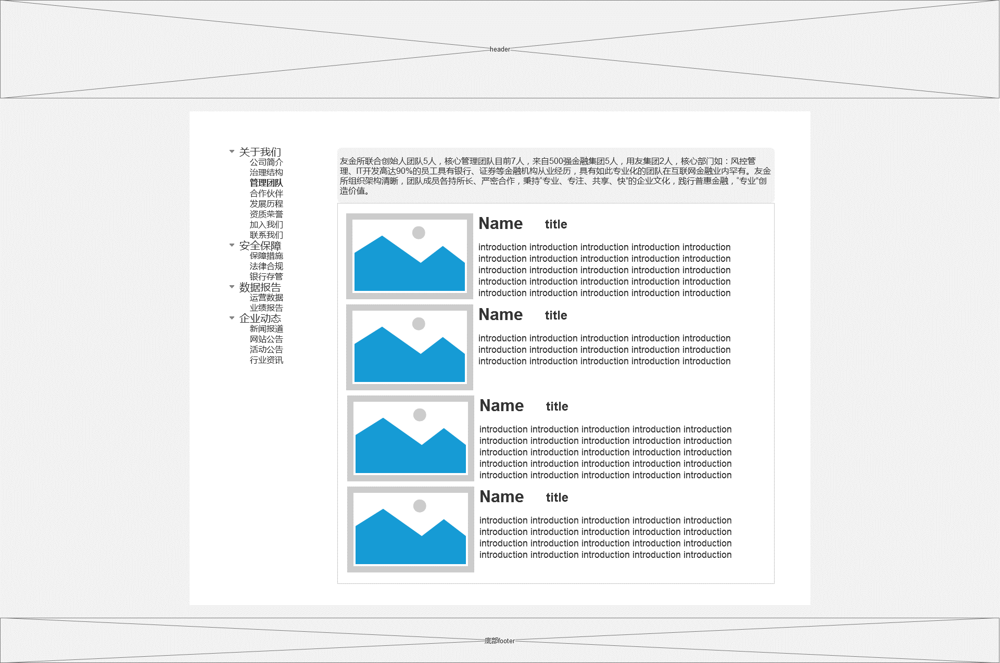 header
关于我们
公司简介
治理结构
管理团队
合作伙伴
发展历程
资质荣誉
加入我们
联系我们
安全保障
保障措施
法律合规
银行存管
数据报告
运营数据
业绩报告
企业动态
新闻报道
网站公告
活动公告
行业资讯
友金所联合创始人团队5人，核心管理团队目前7人，来自500强金融集团5人，用友集团2人，核心部门如：风控管
理、IT开发高达90%的员工具有银行、证券等金融机构从业经历，具有如此专业化的团队在互联网金融业内罕有。友金
所组织架构清晰，团队成员各持所长、严密合作，秉持“专业、专注、共享、快”的企业文化，践行普惠金融，“专业”创
造价值。
Name title
introduction introduction introduction introduction introduction
introduction introduction introduction introduction introduction
introduction introduction introduction introduction introduction
introduction introduction introduction introduction introduction
introduction introduction introduction introduction introduction
Name title
introduction introduction introduction introduction introduction
introduction introduction introduction introduction introduction
introduction introduction introduction introduction introduction
Name title
introduction introduction introduction introduction introduction
introduction introduction introduction introduction introduction
introduction introduction introduction introduction introduction
introduction introduction introduction introduction introduction
introduction introduction introduction introduction introduction
Name title
introduction introduction introduction introduction introduction
introduction introduction introduction introduction introduction
introduction introduction introduction introduction introduction
introduction introduction introduction introduction introduction
底部footer